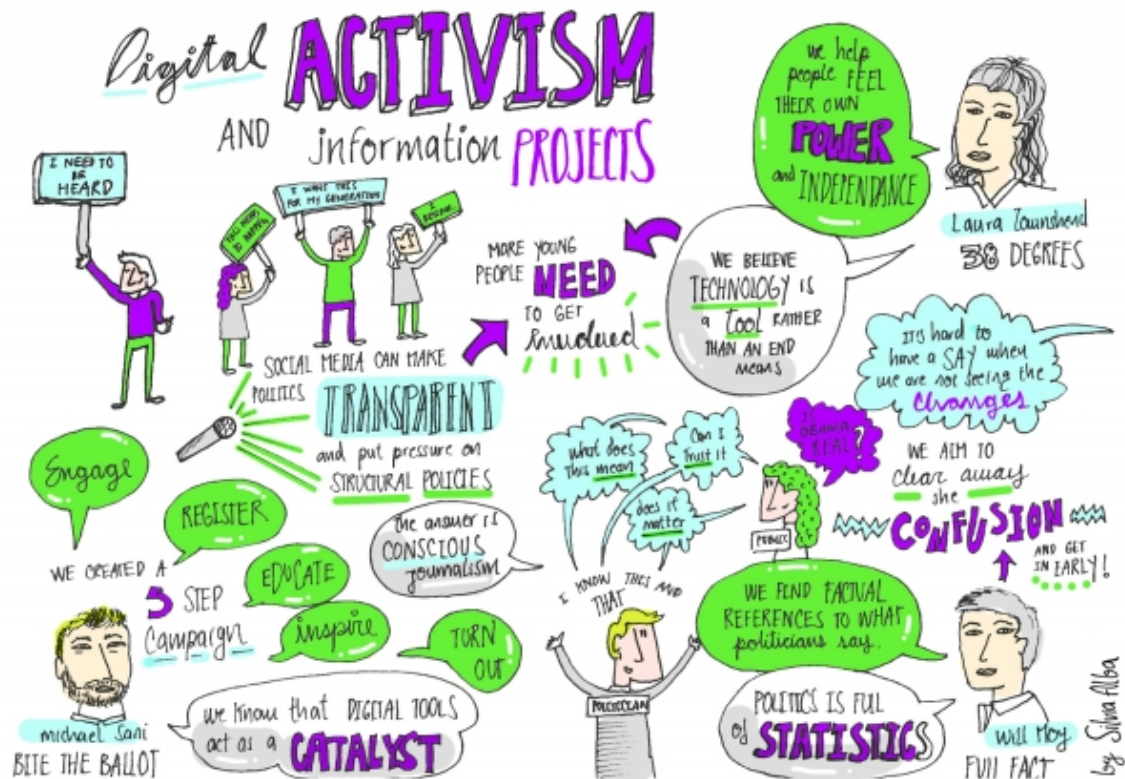 Digital ACTIVISM
AND information PROJECTS
I NEED TO
BE
HEARD
THIS NEEDS
TO HAPPEN
I WANT THIS
FOR MY GENERATION
I
MORE YOUNG
PEOPLE NEED
TO GET
involved
we help
people FEEL
THEIR OWN
POWER
and INDEPENDANCE
Laura Townshend
38 DEGREES
WE BELIEVE
TECHNOLOGY IS
a tool RATHER
THAN AN END
means
SOCIAL MEDIA CAN MAKE
POLITICS
TRANSPARENT
and put pressure on
STRUCTURAL POLICIES
the answer is
CONSCIOUS
journalism
Engage
REGISTER
EDUCATE
inspire
TURN
OUT
WE CREATED A
5 STEP
Campaign
michael Sani
BITE THE BALLOT
we know that DIGITAL TOOLS
act as a CATALYST
what does
this mean
Can I
trust it
does it
matter
IS
OBAMA
REAL?
PUBLIC
I KNOW THIS AND
THAT
POLITICIAN
IT'S hard to
have a SAY when
we are not seeing the
changes
WE AIM TO
clear away
the
CONFUSION
AND GET
IN EARLY!
WE FIND FACTUAL
REFERENCES TO WHAT
politicians say.
POLITICS IS FULL
of STATISTICS
will Moy
FULL FACT
by Silvia Alba